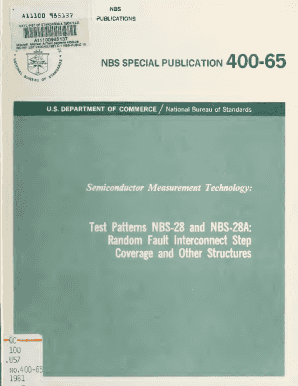 NBS
PUBLICATIONS
A11100 985137
NBS SPECIAL PUBLICATION 400-65
U.S. DEPARTMENT OF COMMERCE / National Bureau of Standards
Semiconductor Measurement Technology:
Test Patterns NBS-28 and NBS-28A:
Random Fault Interconnect Step
Coverage and Other Structures
QC
100
.U57
NO.400-65
1981